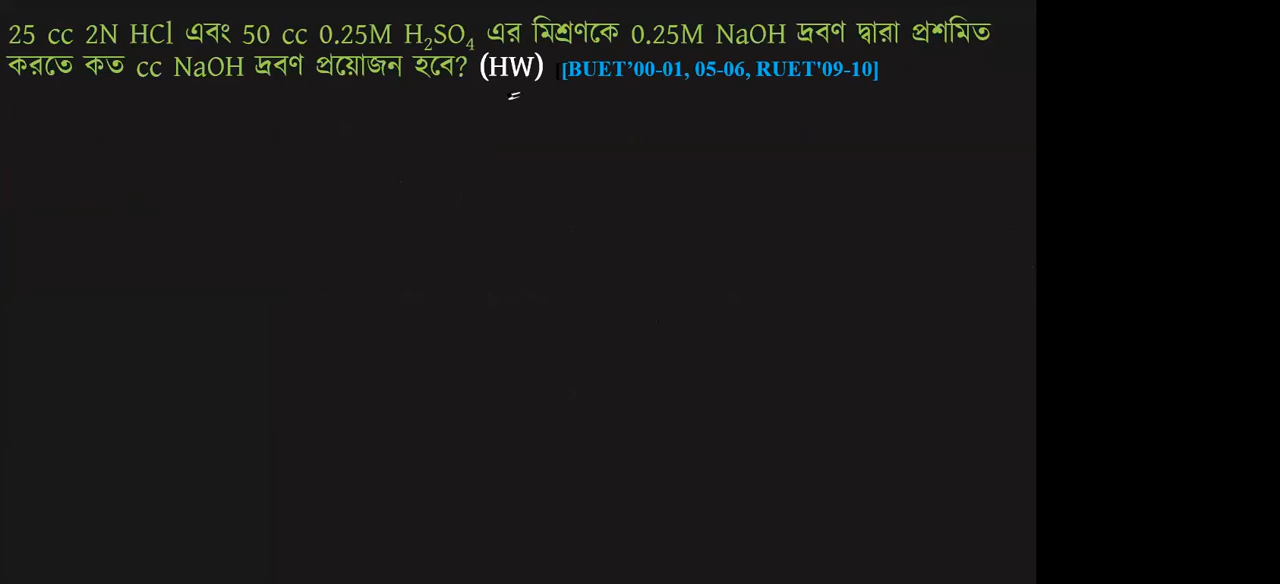 25 cc 2N HCl এবং 50 cc 0.25M H₂SO₄ এর মিশ্রণকে 0.25M NaOH দ্রবণ দ্বারা প্রশমিত
করতে কত cc NaOH দ্রবণ প্রয়োজন হবে? (HW) [BUET’00-01, 05-06, RUET'09-10]